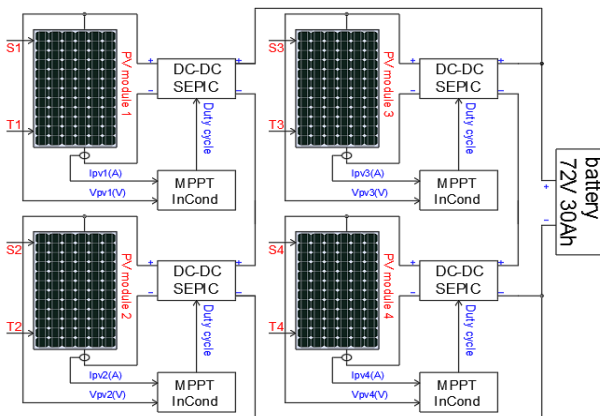 S1
T1
PV module 1
+
−
DC-DC
SEPIC
+
−
Duty cycle
Ipv1(A)
Vpv1(V)
MPPT
InCond
S3
T3
PV module 3
+
−
DC-DC
SEPIC
+
−
Duty cycle
Ipv3(A)
Vpv3(V)
MPPT
InCond
battery
72V 30Ah
+
−
S2
T2
PV module 2
+
−
DC-DC
SEPIC
+
−
Duty cycle
Ipv2(A)
Vpv2(V)
MPPT
InCond
S4
T4
PV module 4
+
−
DC-DC
SEPIC
+
−
Duty cycle
Ipv4(A)
Vpv4(V)
MPPT
InCond